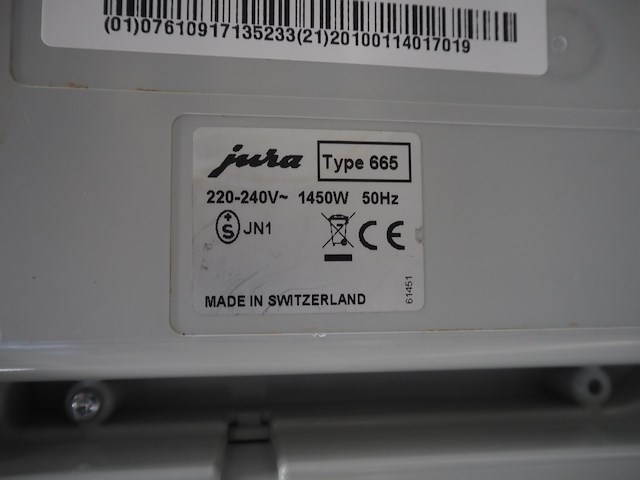 (01)07610917135233(21)20100114017019
jura Type 665
220-240V~ 1450W 50Hz
+S JN1 CE
MADE IN SWITZERLAND
61451